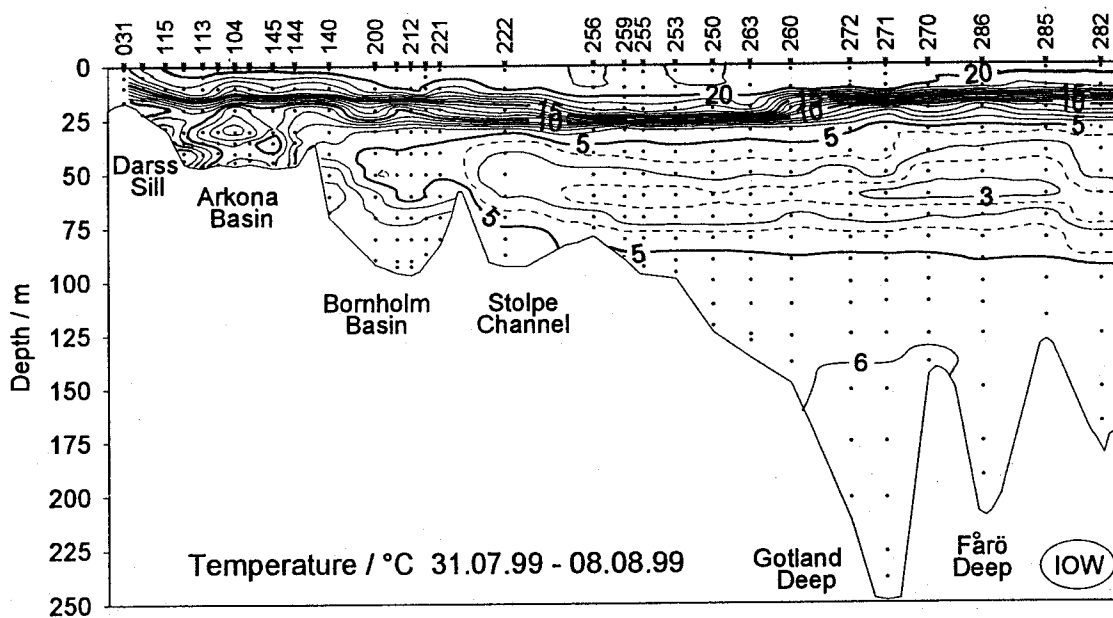 031 115 113 104 145 144 140 200 212 221 222 256 259 255 253 250 263 260 272 271 270 286 285 282
0
25
50
75
100
125
150
175
200
225
250
Depth / m
20
20
15
10
15
10
15
5
5
5
5
3
6
Darss
Sill
Arkona
Basin
Bornholm
Basin
Stolpe
Channel
Gotland
Deep
Fårö
Deep
IOW
Temperature / °C 31.07.99 - 08.08.99